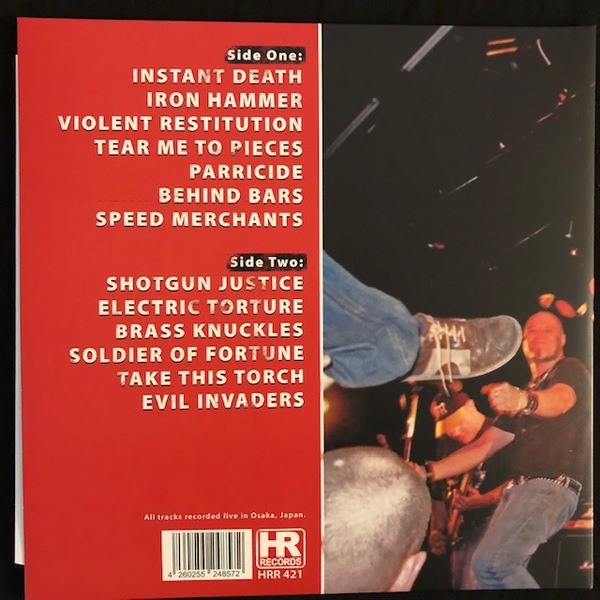 Side One:
INSTANT DEATH
IRON HAMMER
VIOLENT RESTITUTION
TEAR ME TO PIECES
PARRICIDE
BEHIND BARS
SPEED MERCHANTS
Side Two:
SHOTGUN JUSTICE
ELECTRIC TORTURE
BRASS KNUCKLES
SOLDIER OF FORTUNE
TAKE THIS TORCH
EVIL INVADERS
All tracks recorded live in Osaka, Japan.
4 260255 248572
HR
RECORDS
HRR 421